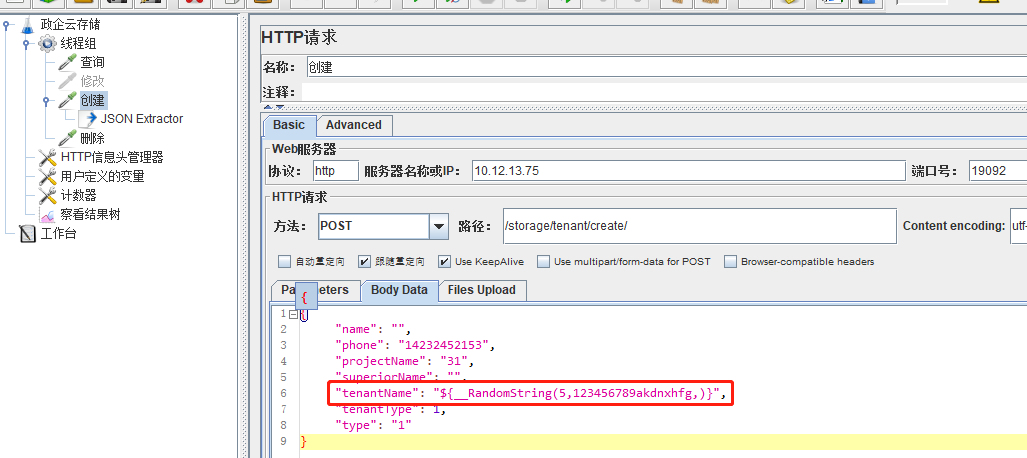 政企云存储
线程组
查询
修改
创建
JSON Extractor
删除
HTTP信息头管理器
用户定义的变量
计数器
察看结果树
工作台
HTTP请求
名称： 创建
注释：
Basic Advanced
Web服务器
协议： http 服务器名称或IP： 10.12.13.75 端口号： 19092
HTTP请求
方法： POST 路径： /storage/tenant/create/ Content encoding: utf-
自动重定向 跟随重定向 Use KeepAlive Use multipart/form-data for POST Browser-compatible headers
Pa eters Body Data Files Upload
{
1 {
2 "name": "",
3 "phone": "14232452153",
4 "projectName": "31",
5 "superiorName": "",
6 "tenantName": "${__RandomString(5,123456789akdnxhfg,)}",
7 "tenantType": 1,
8 "type": "1"
9 }